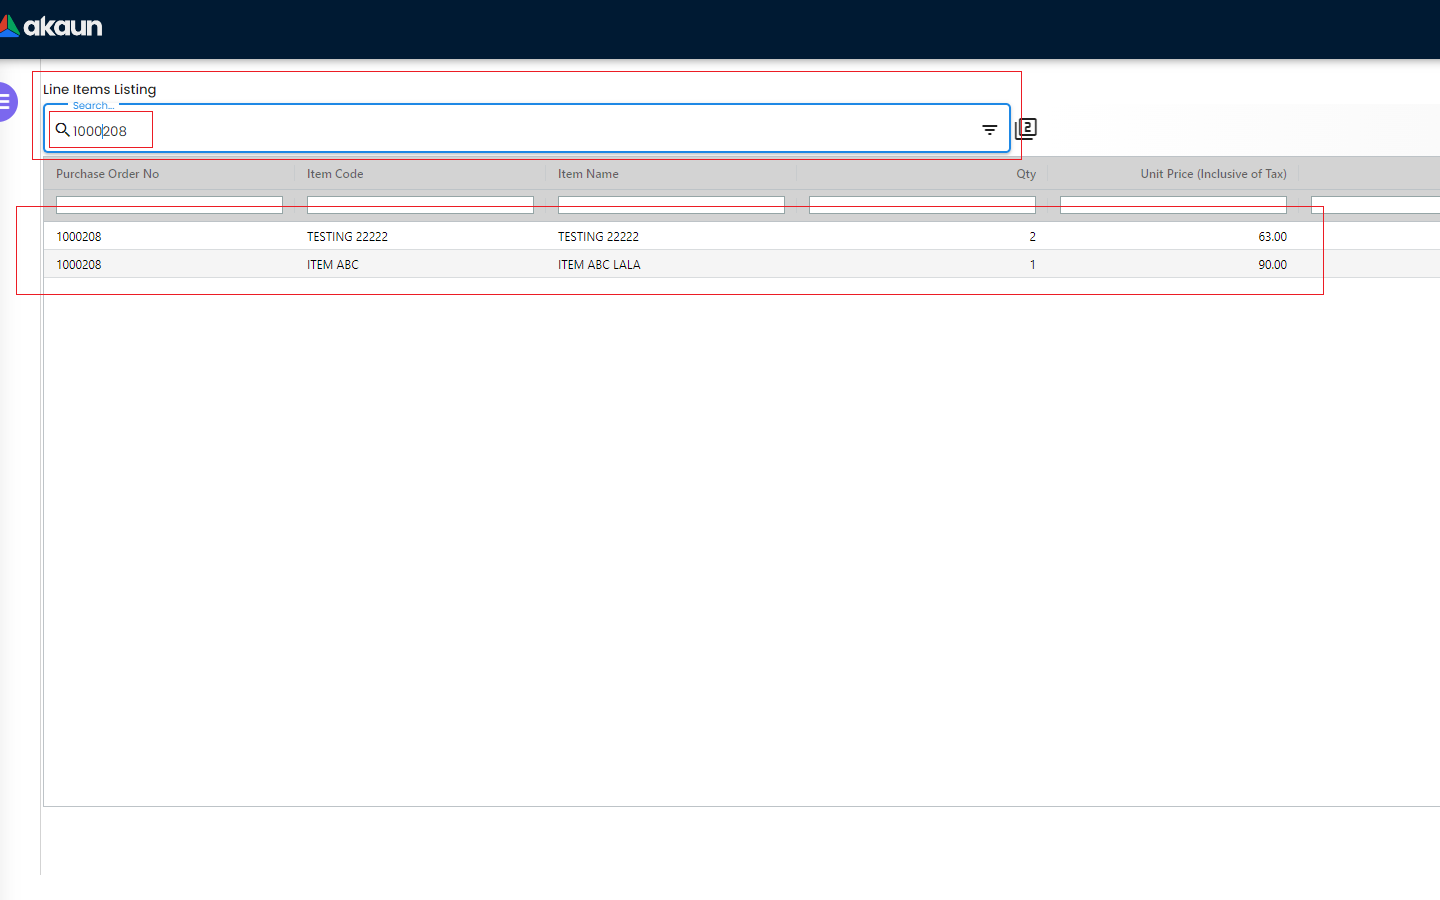 akaun
Line Items Listing
Search...
1000208
2
Purchase Order No Item Code Item Name Qty Unit Price (Inclusive of Tax)
1000208 TESTING 22222 TESTING 22222 2 63.00
1000208 ITEM ABC ITEM ABC LALA 1 90.00